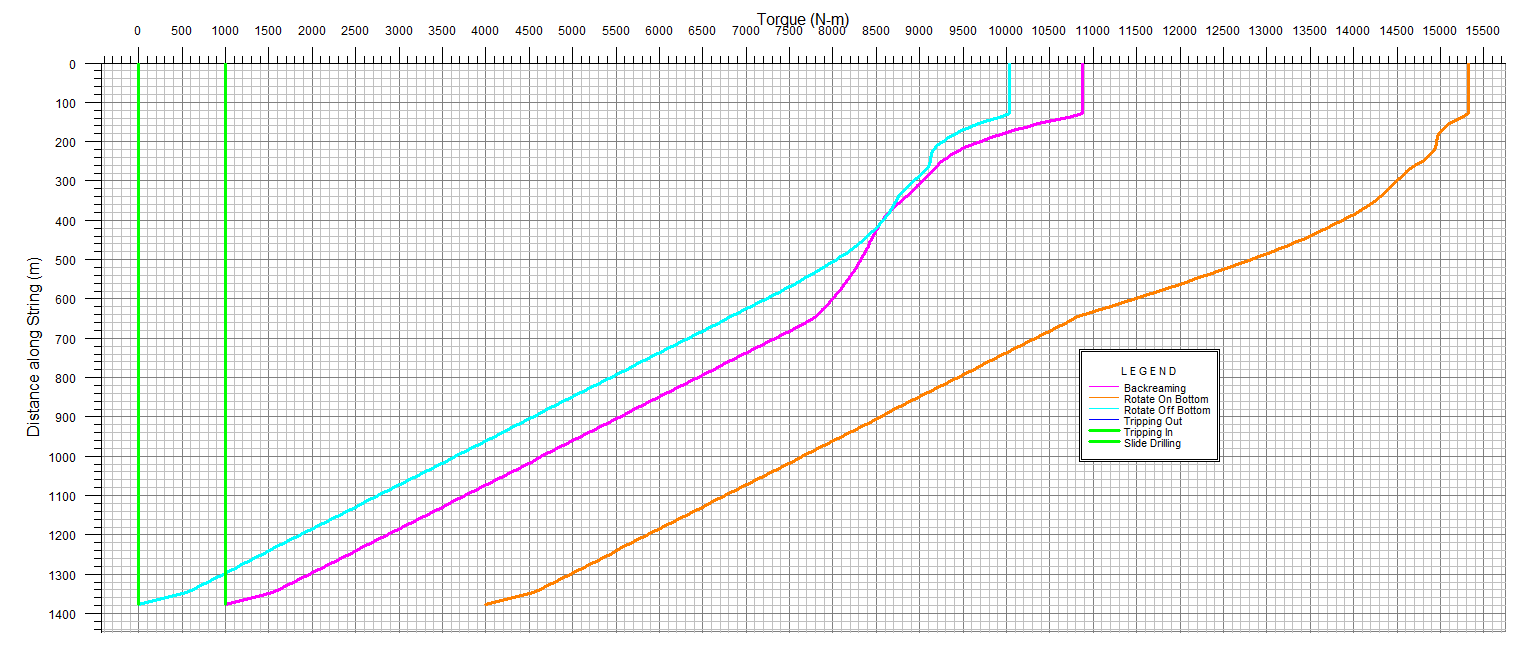 Torque (N-m)
0 500 1000 1500 2000 2500 3000 3500 4000 4500 5000 5500 6000 6500 7000 7500 8000 8500 9000 9500 10000 10500 11000 11500 12000 12500 13000 13500 14000 14500 15000 15500
Distance along String (m)
0
100
200
300
400
500
600
700
800
900
1000
1100
1200
1300
1400
L E G E N D
Backreaming
Rotate On Bottom
Rotate Off Bottom
Tripping Out
Tripping In
Slide Drilling